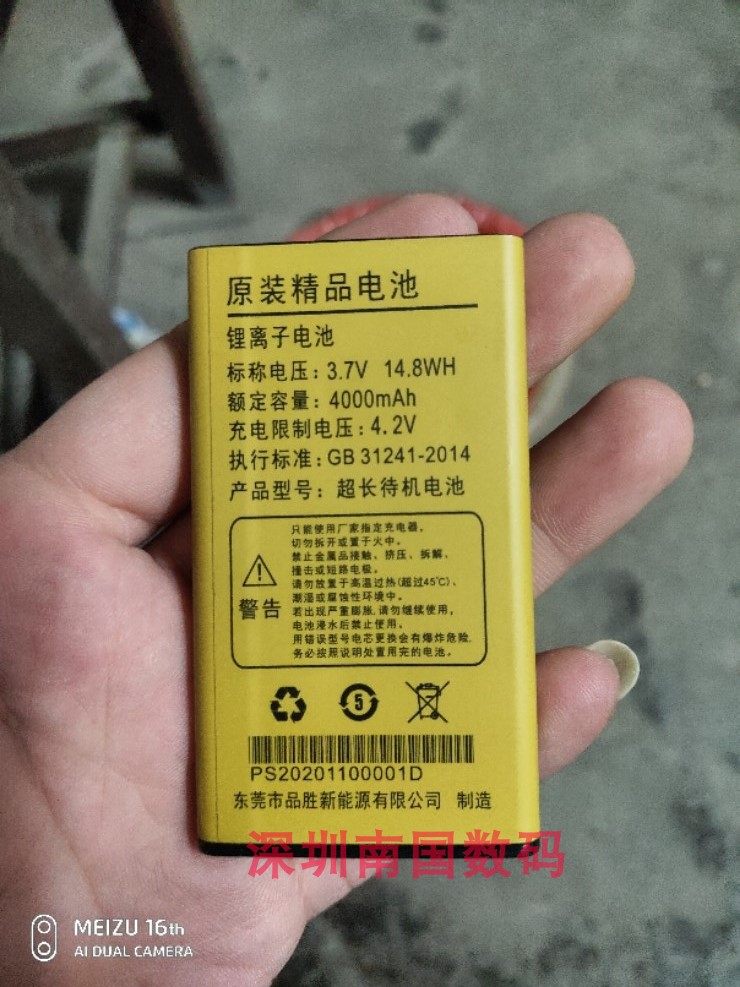 原装精品电池
锂离子电池
标称电压：3.7V 14.8WH
额定容量：4000mAh
充电限制电压：4.2V
执行标准：GB 31241-2014
产品型号：超长待机电池
只能使用厂家指定充电器。
切勿拆开或置于火中。
禁止金属品接触、挤压、拆解、
撞击或短路电极。
请勿放置于高温过热(超过45℃)、
潮湿或腐蚀性环境中。
若出现严重膨胀,请勿继续使用。
电池浸水后禁止使用。
用错误型号电芯更换会有爆炸危险,
务必按照说明处置用完的电池。
警告
5
PS20201100001D
东莞市品胜新能源有限公司 制造
深圳南国数码
MEIZU 16th
AI DUAL CAMERA